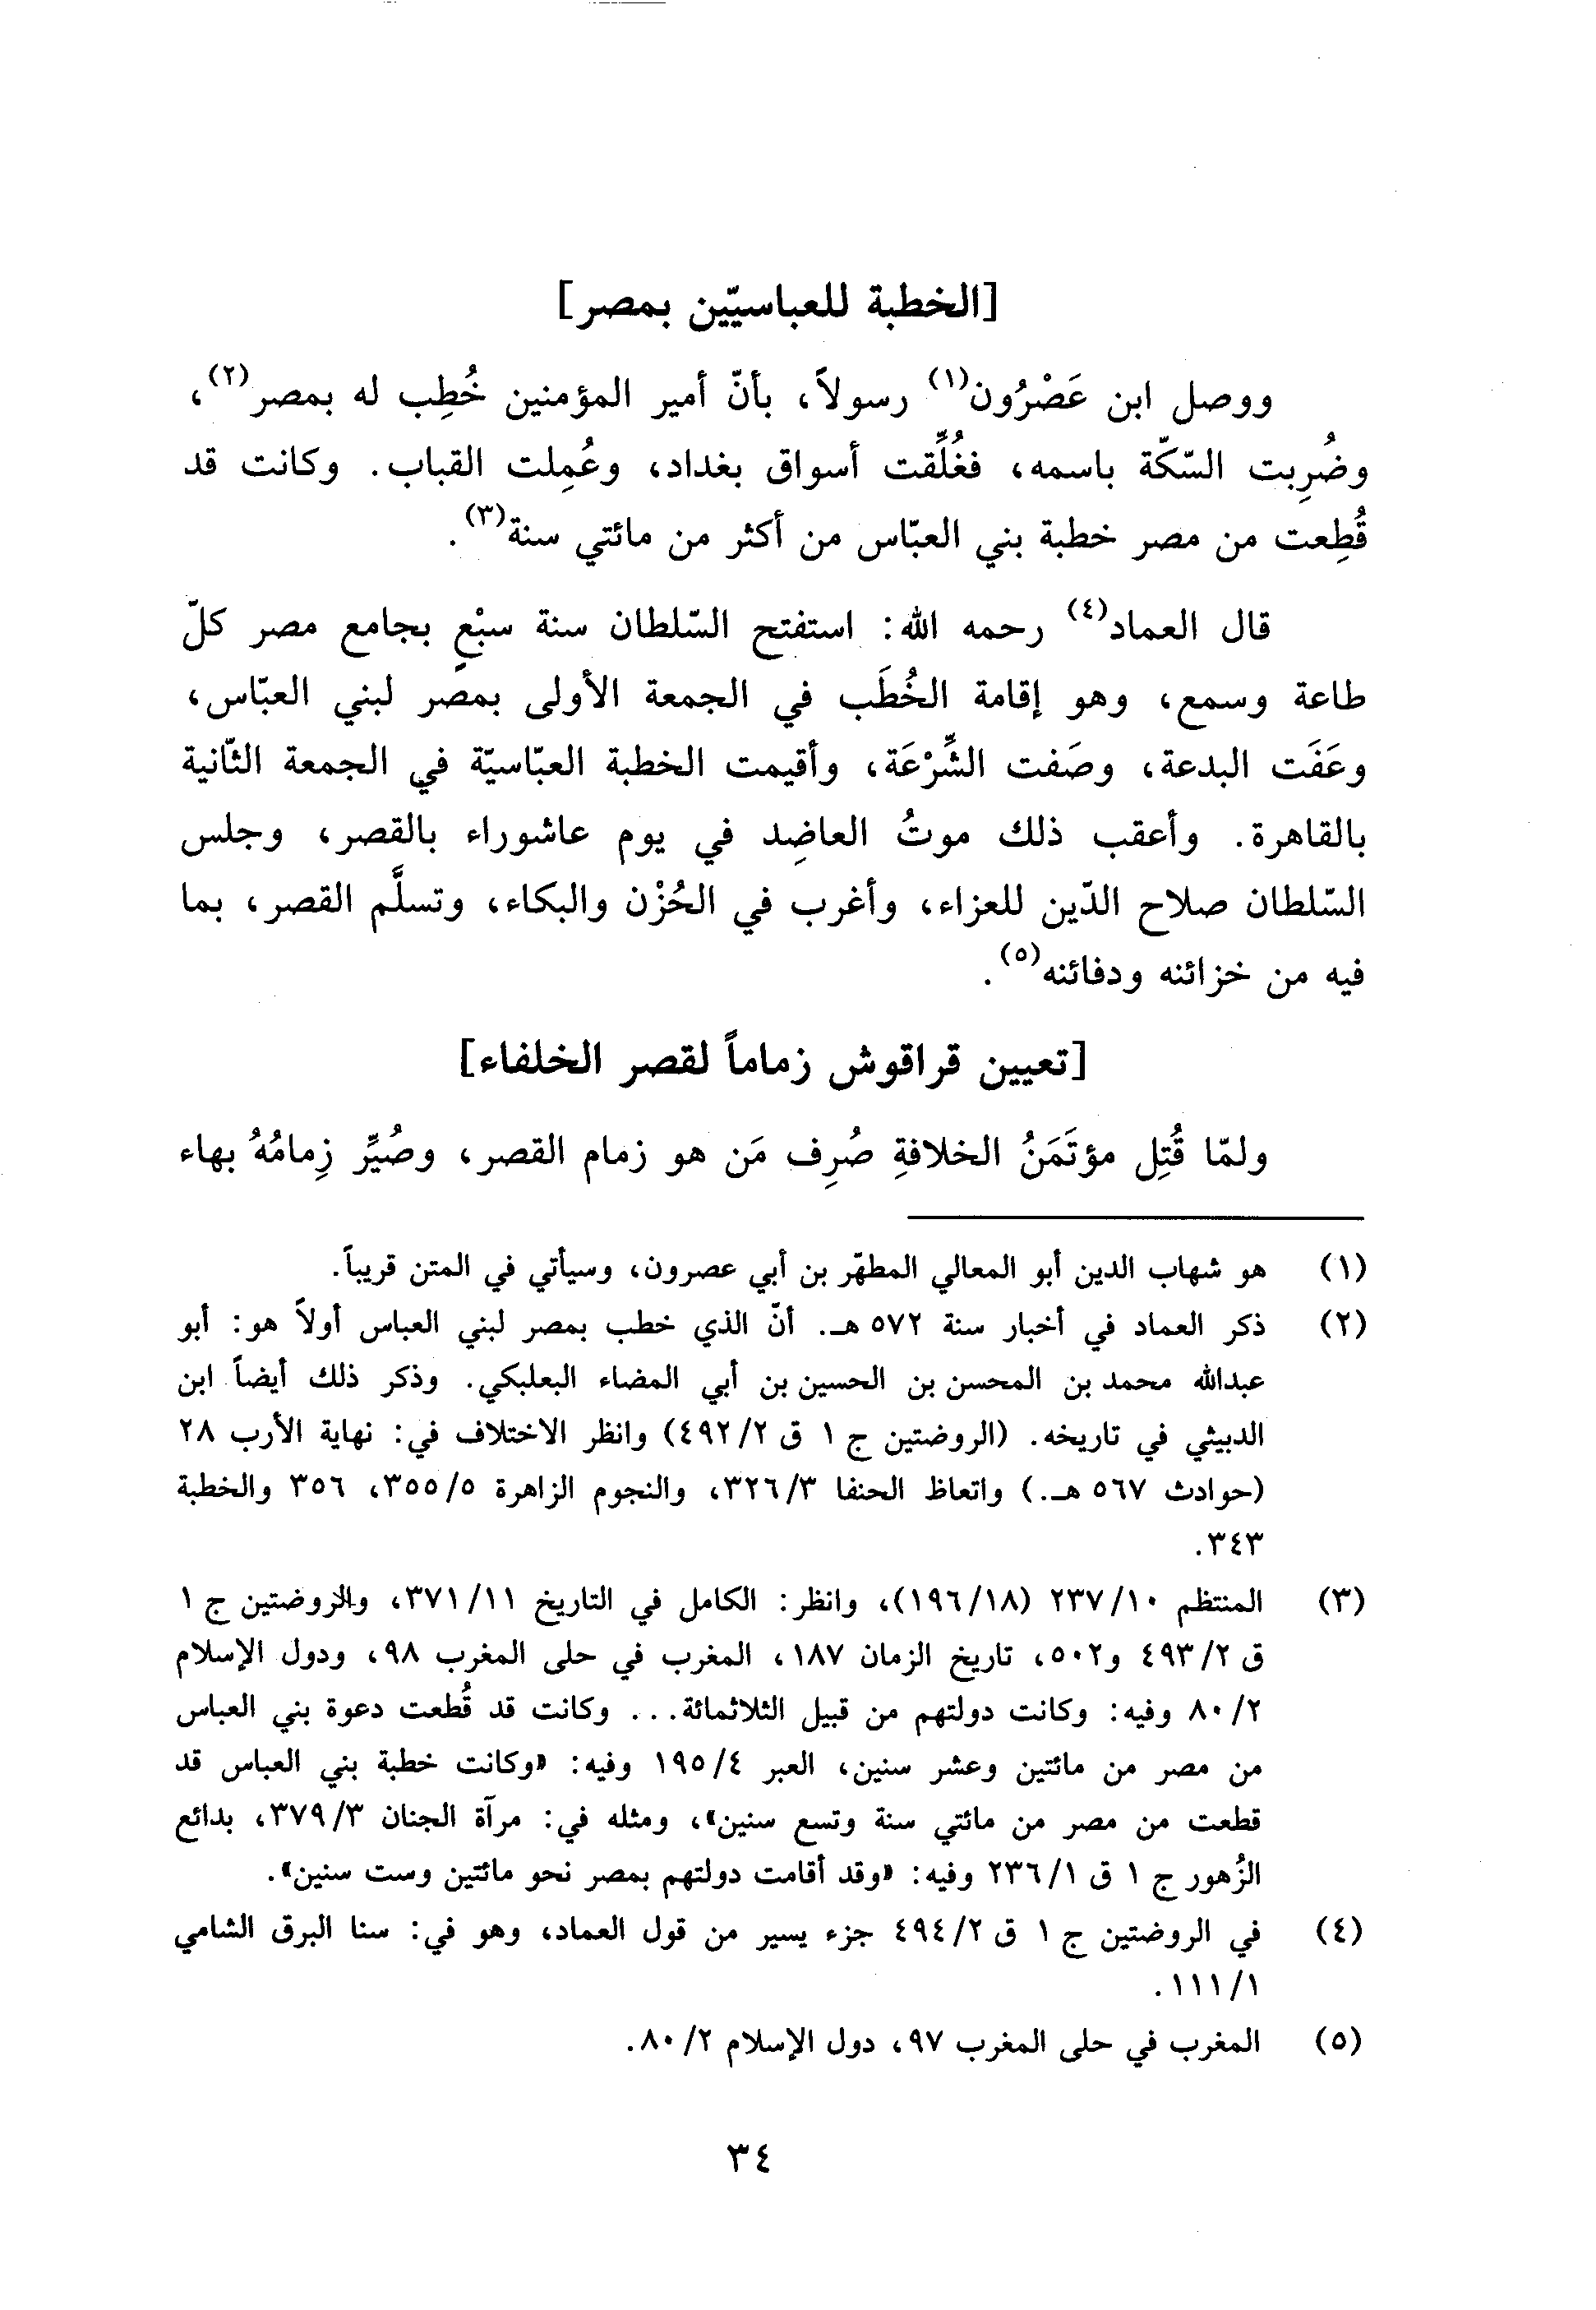 [الخطبة للعباسيّين بمصر]
ووصل ابن عَصْرُون(١) رسولاً، بأنّ أمير المؤمنين خُطِب له بمصر(٢)،
وضُرِبت السّكّة باسمه، فغُلِّقت أسواق بغداد، وعُمِلت القباب. وكانت قد
قُطِعت من مصر خطبة بني العبّاس من أكثر من مائتي سنة(٣).
قال العماد(٤) رحمه الله: استفتح السّلطان سنة سبْعٍ بجامع مصر كلّ
طاعة وسمع، وهو إقامة الخُطَب في الجمعة الأولى بمصر لبني العبّاس،
وعَفَت البدعة، وصَفت الشِّرْعَة، وأقيمت الخطبة العبّاسيّة في الجمعة الثّانية
بالقاهرة. وأعقب ذلك موتُ العاضِد في يوم عاشوراء بالقصر، وجلس
السّلطان صلاح الدّين للعزاء، وأغرب في الحُزْن والبكاء، وتسلَّم القصر، بما
فيه من خزائنه ودفائنه(٥).
[تعيين قراقوش زماماً لقصر الخلفاء]
ولمّا قُتِل مؤتَمَنُ الخلافةِ صُرِف مَن هو زمام القصر، وصُيِّر زِمامُهُ بهاء
(١) هو شهاب الدين أبو المعالي المطهّر بن أبي عصرون، وسيأتي في المتن قريباً.
(٢) ذكر العماد في أخبار سنة ٥٧٢ هـ. أنّ الذي خطب بمصر لبني العباس أولاً هو: أبو
عبدالله محمد بن المحسن بن الحسين بن أبي المضاء البعلبكي. وذكر ذلك أيضاً ابن
الدبيثي في تاريخه. (الروضتين ج ١ ق ٤٩٢/٢) وانظر الاختلاف في: نهاية الأرب ٢٨
(حوادث ٥٦٧ هـ.) واتعاظ الحنفا ٣٢٦/٣، والنجوم الزاهرة ٣٥٥/٥، ٣٥٦ والخطبة
٣٤٣.
(٣) المنتظم ٢٣٧/١٠ (١٩٦/١٨)، وانظر: الكامل في التاريخ ٣٧١/١١، والروضتين ج ١
ق ٤٩٣/٢ و٥٠٢، تاريخ الزمان ١٨٧، المغرب في حلى المغرب ٩٨، ودول الإسلام
٨٠/٢ وفيه: وكانت دولتهم من قبيل الثلاثمائة... وكانت قد قُطعت دعوة بني العباس
من مصر من مائتين وعشر سنين، العبر ١٩٥/٤ وفيه: «وكانت خطبة بني العباس قد
قطعت من مصر من مائتي سنة وتسع سنين»، ومثله في: مرآة الجنان ٣٧٩/٣، بدائع
الزُهور ج ١ ق ٢٣٦/١ وفيه: «وقد أقامت دولتهم بمصر نحو مائتين وست سنين».
(٤) في الروضتين ج ١ ق ٤٩٤/٢ جزء يسير من قول العماد، وهو في: سنا البرق الشامي
١١١/١.
(٥) المغرب في حلى المغرب ٩٧، دول الإسلام ٨٠/٢.
٣٤